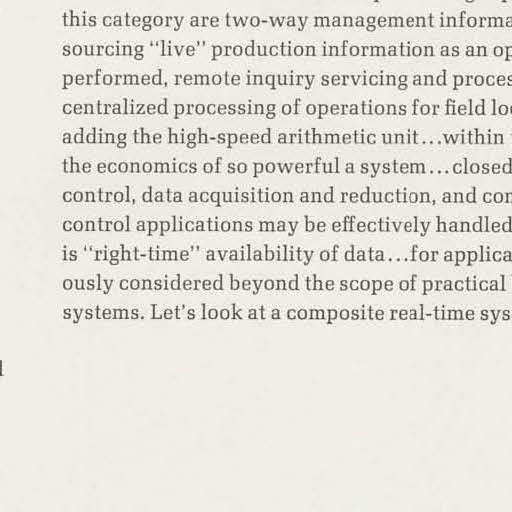 this category are two-way management informa
sourcing “live” production information as an op
performed, remote inquiry servicing and proces
centralized processing of operations for field lo
adding the high-speed arithmetic unit...within
the economics of so powerful a system...closed
control, data acquisition and reduction, and con
control applications may be effectively handled
is “right-time” availability of data...for applica
ously considered beyond the scope of practical
systems. Let’s look at a composite real-time sys